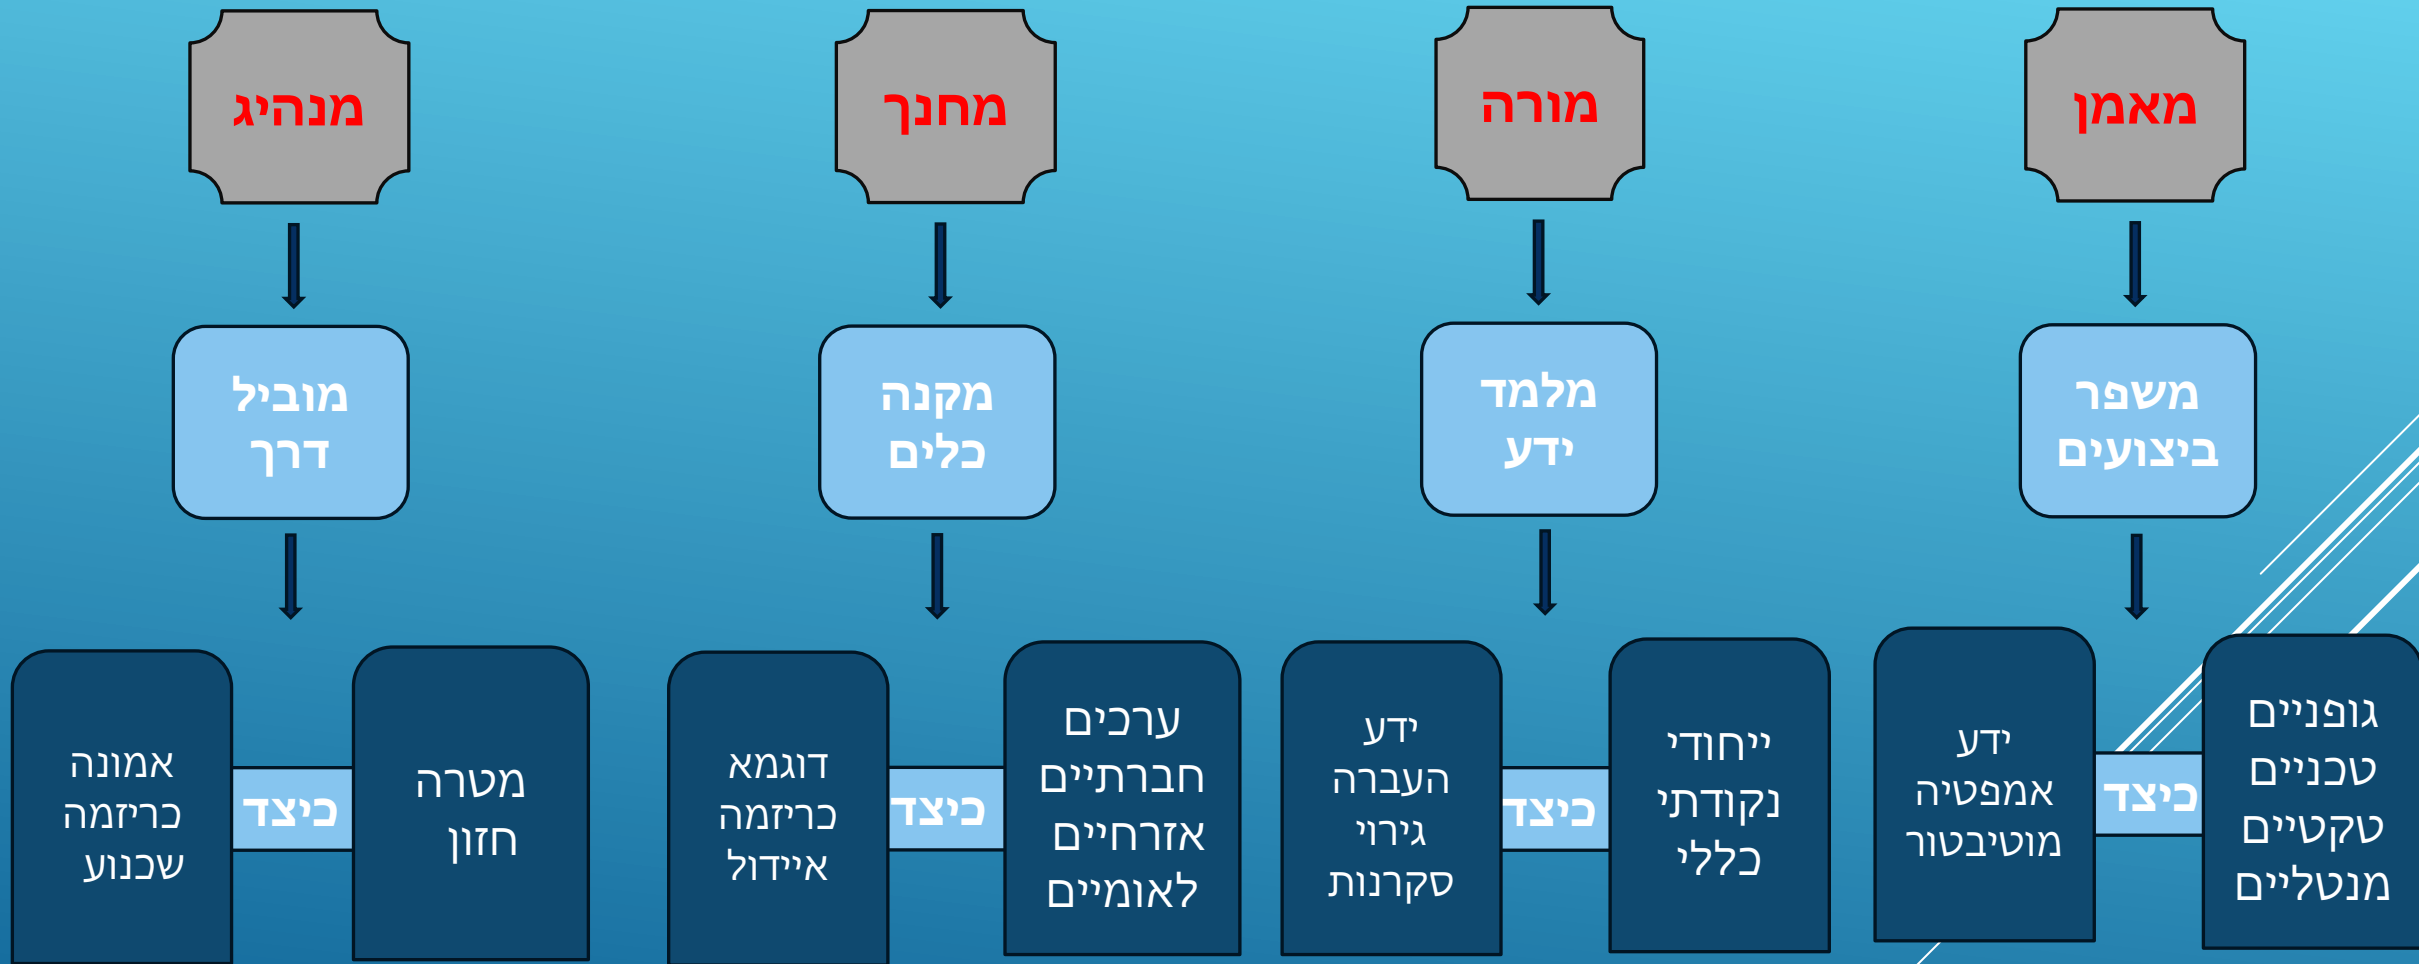 מאמן
משפר
ביצועים
גופניים
טכניים
טקטיים
מנטליים
כיצד
ידע
אמפטיה
מוטיבטור
מורה
מלמד
ידע
ייחודי
נקודתי
כללי
כיצד
ידע
העברה
גירוי
סקרנות
מחנך
מקנה
כלים
ערכים
חברתיים
אזרחיים
לאומיים
כיצד
דוגמא
כריזמה
איידול
מנהיג
מוביל
דרך
מטרה
חזון
כיצד
אמונה
כריזמה
שכנוע